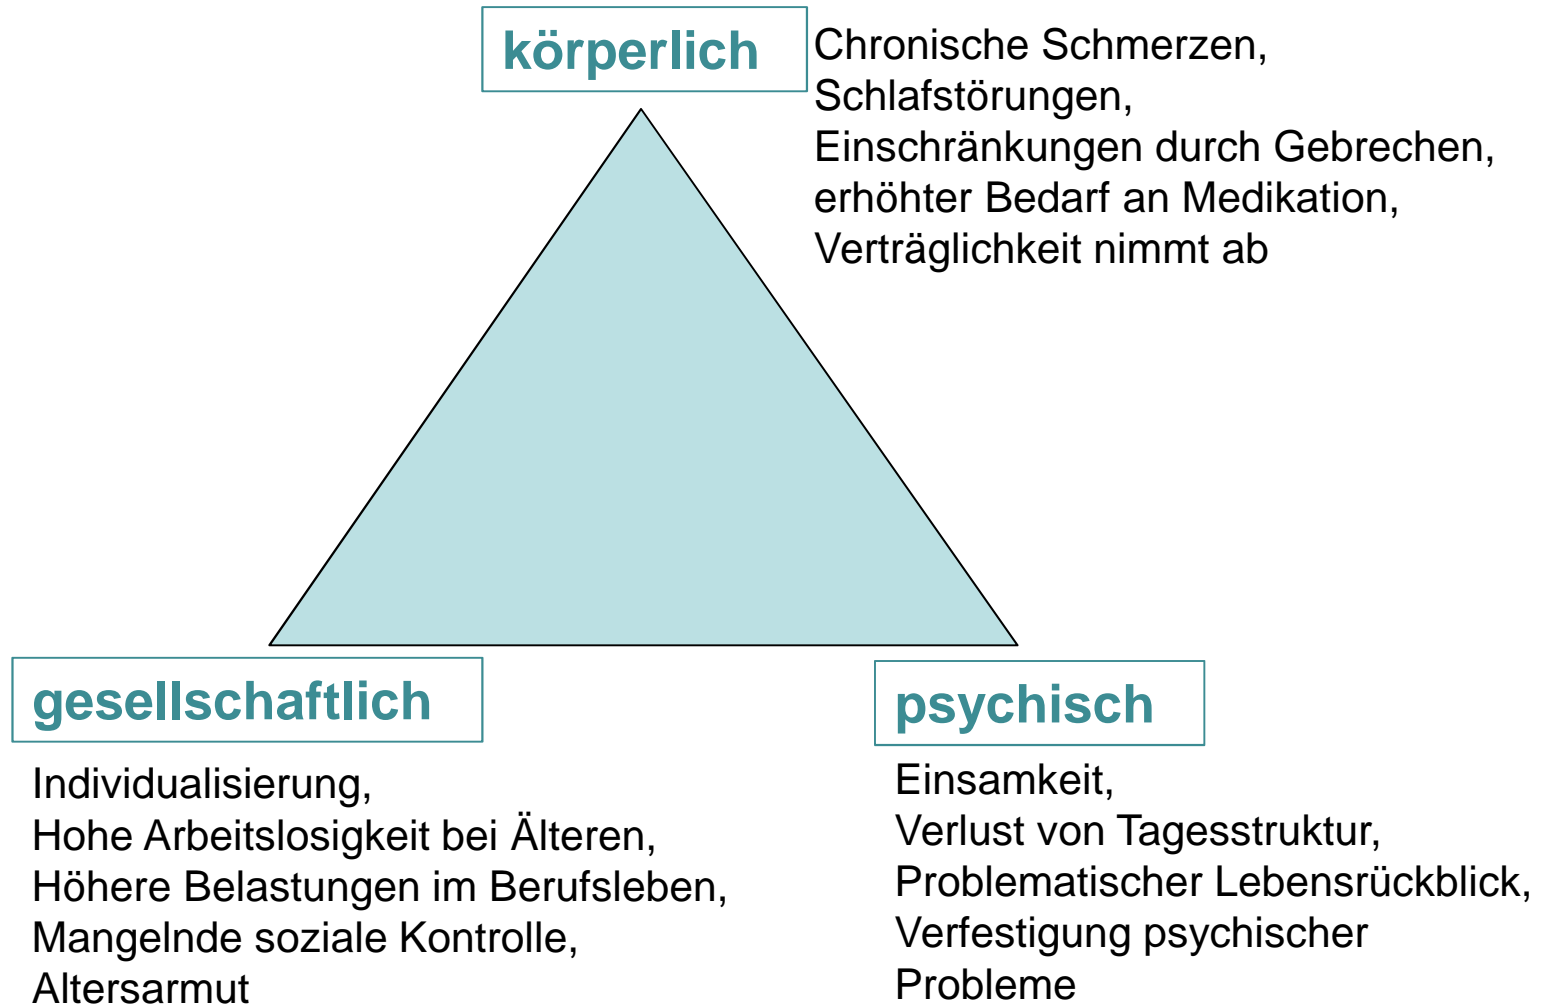 körperlich
Chronische Schmerzen,
Schlafstörungen,
Einschränkungen durch Gebrechen,
erhöhter Bedarf an Medikation,
Verträglichkeit nimmt ab
gesellschaftlich
Individualisierung,
Hohe Arbeitslosigkeit bei Älteren,
Höhere Belastungen im Berufsleben,
Mangelnde soziale Kontrolle,
Altersarmut
psychisch
Einsamkeit,
Verlust von Tagesstruktur,
Problematischer Lebensrückblick,
Verfestigung psychischer
Probleme